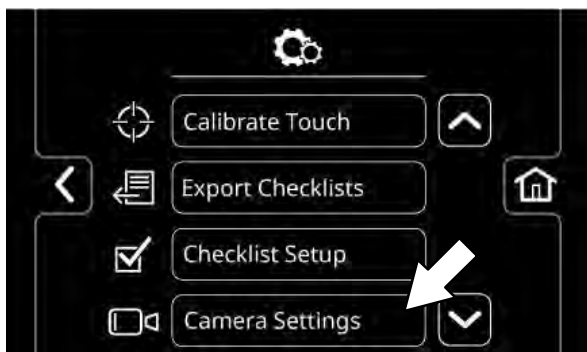 Calibrate Touch
Export Checklists
Checklist Setup
Camera Settings